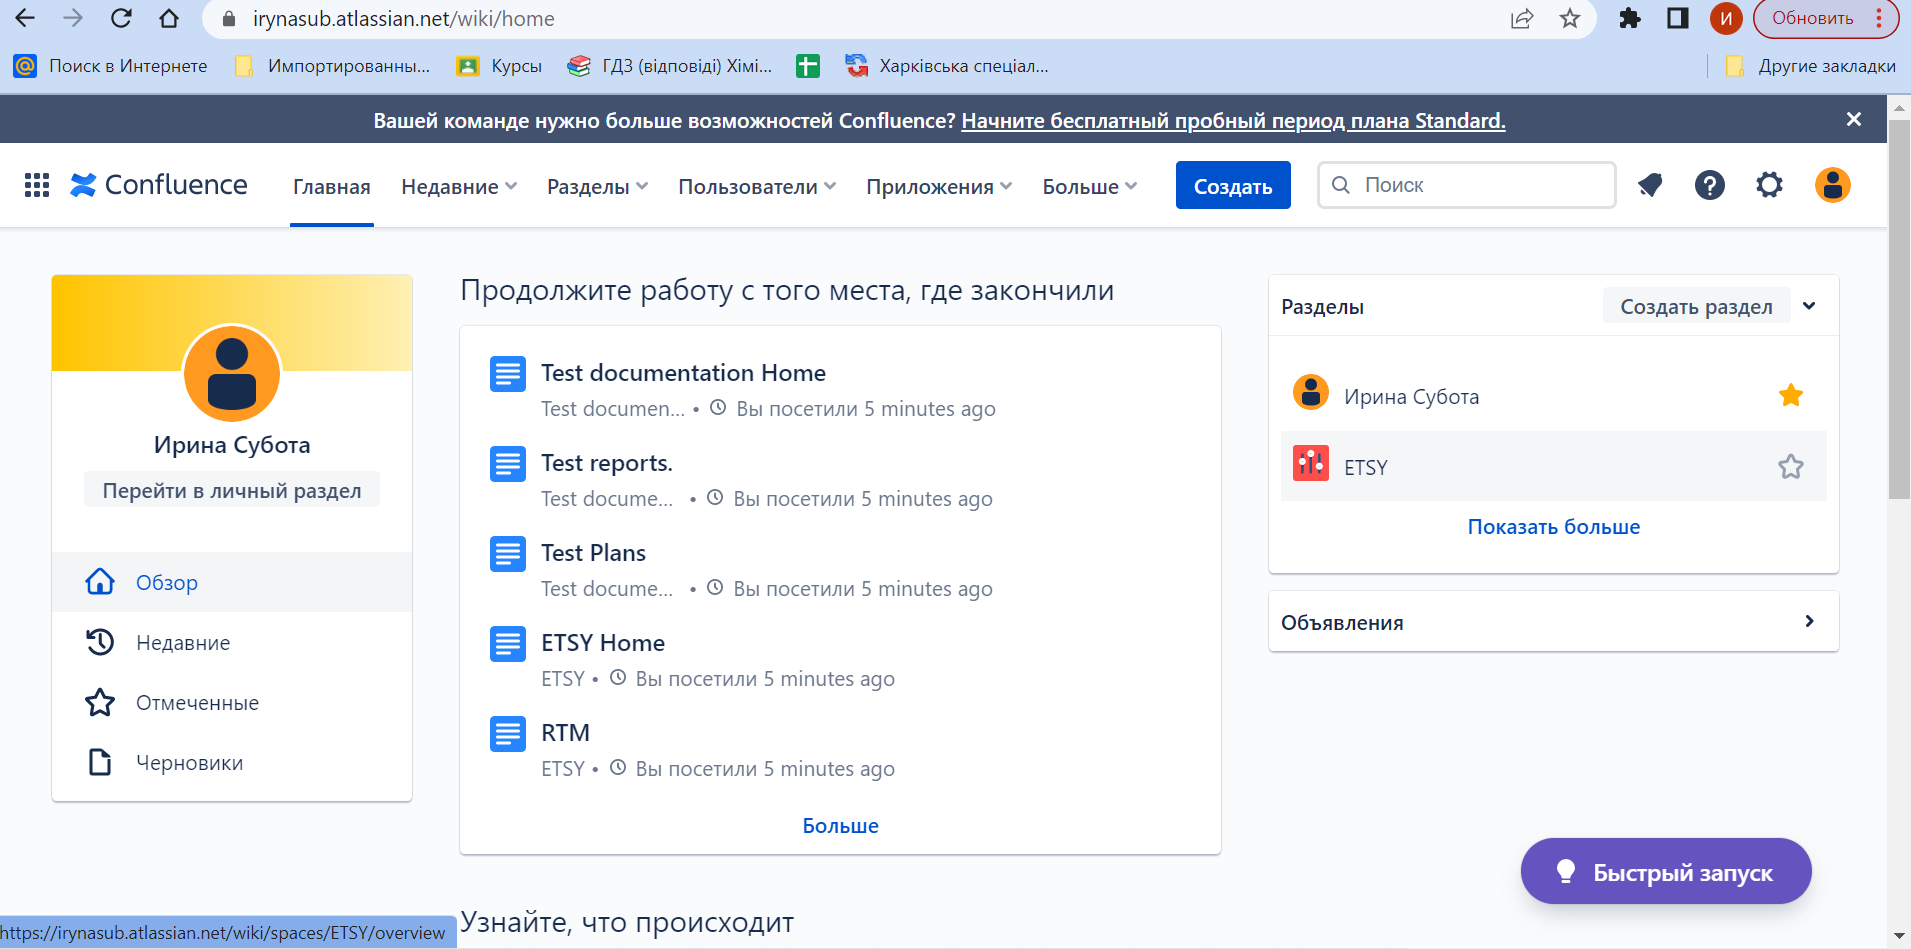 irynasub.atlassian.net/wiki/home
И
Обновить
Поиск в Интернете
Импортированны...
Курсы
ГДЗ (відповіді) Хімі...
Харківська спеціал...
Другие закладки
Вашей команде нужно больше возможностей Confluence? Начните бесплатный пробный период плана Standard.
Confluence
Главная
Недавние
Разделы
Пользователи
Приложения
Больше
Создать
Поиск
Ирина Субота
Перейти в личный раздел
Обзор
Недавние
Отмеченные
Черновики
Продолжите работу с того места, где закончили
Test documentation Home
Test documen... • Вы посетили 5 minutes ago
Test reports.
Test docume... • Вы посетили 5 minutes ago
Test Plans
Test docume... • Вы посетили 5 minutes ago
ETSY Home
ETSY • Вы посетили 5 minutes ago
RTM
ETSY • Вы посетили 5 minutes ago
Больше
Узнайте, что происходит
Разделы
Создать раздел
Ирина Субота
ETSY
Показать больше
Объявления
Быстрый запуск
https://irynasub.atlassian.net/wiki/spaces/ETSY/overview